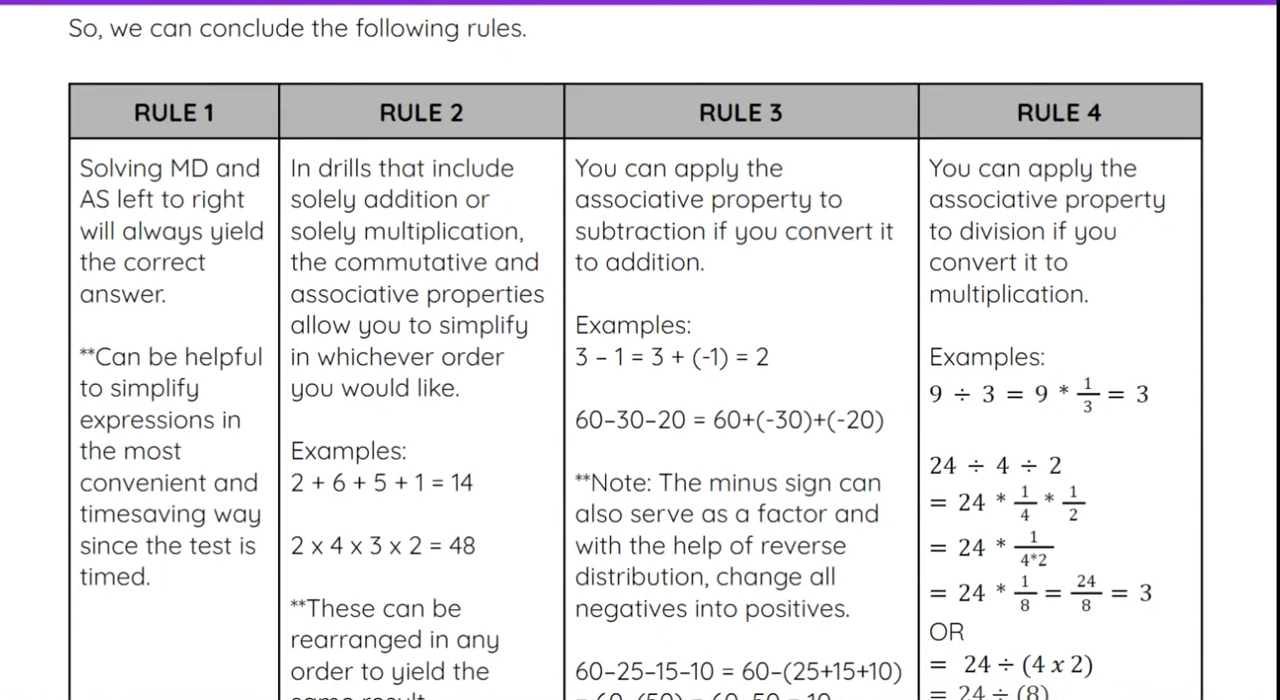 So, we can conclude the following rules.
RULE 1
Solving MD and
AS left to right
will always yield
the correct
answer.
**Can be helpful
to simplify
expressions in
the most
convenient and
timesaving way
since the test is
timed.
RULE 2
In drills that include
solely addition or
solely multiplication,
the commutative and
associative properties
allow you to simplify
in whichever order
you would like.
Examples:
2 + 6 + 5 + 1 = 14
2 x 4 x 3 x 2 = 48
**These can be
rearranged in any
order to yield the
same result
RULE 3
You can apply the
associative property to
subtraction if you convert it
to addition.
Examples:
3 – 1 = 3 + (-1) = 2
60-30-20 = 60+(-30)+(-20)
**Note: The minus sign can
also serve as a factor and
with the help of reverse
distribution, change all
negatives into positives.
60-25-15-10 = 60-(25+15+10)
= 60-(50) = 60-50 = 10
RULE 4
You can apply the
associative property
to division if you
convert it to
multiplication.
Examples:
9 ÷ 3 = 9 * 1/3 = 3
24 ÷ 4 ÷ 2
= 24 * 1/4 * 1/2
= 24 * 1/4*2
= 24 * 1/8 = 24/8 = 3
OR
= 24 ÷ (4 x 2)
= 24 ÷ (8)